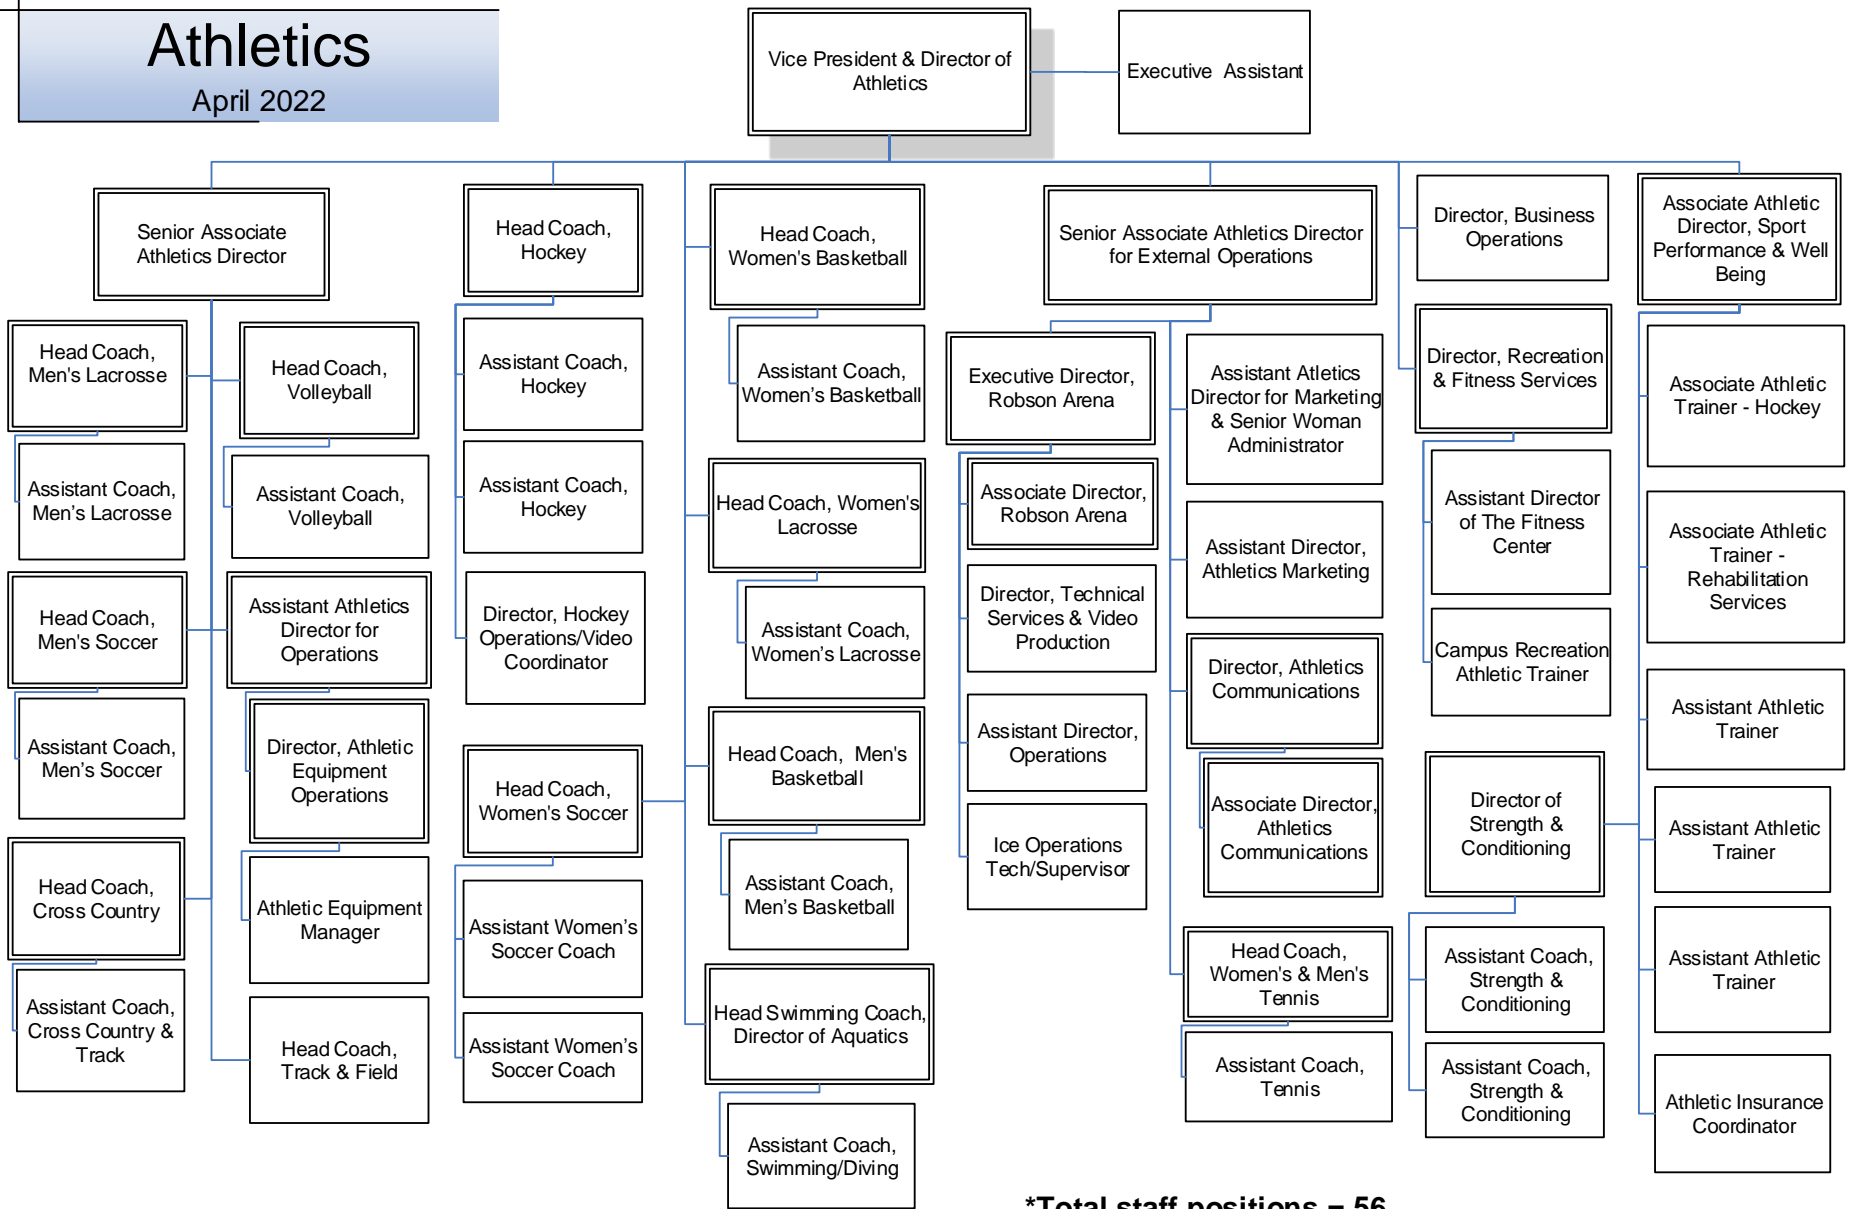 Athletics
April 2022
Vice President & Director of
Athletics
Executive Assistant
Senior Associate
Athletics Director
Head Coach,
Men's Lacrosse
Assistant Coach,
Men's Lacrosse
Head Coach,
Men's Soccer
Assistant Coach,
Men's Soccer
Head Coach,
Cross Country
Assistant Coach,
Cross Country &
Track
Head Coach,
Volleyball
Assistant Coach,
Volleyball
Assistant Athletics
Director for
Operations
Director, Athletic
Equipment
Operations
Athletic Equipment
Manager
Head Coach,
Track & Field
Head Coach,
Hockey
Assistant Coach,
Hockey
Assistant Coach,
Hockey
Director, Hockey
Operations/Video
Coordinator
Head Coach,
Women's Soccer
Assistant Women's
Soccer Coach
Assistant Women's
Soccer Coach
Head Coach,
Women's Basketball
Assistant Coach,
Women's Basketball
Head Coach, Women's
Lacrosse
Assistant Coach,
Women's Lacrosse
Head Coach, Men's
Basketball
Assistant Coach,
Men's Basketball
Head Swimming Coach,
Director of Aquatics
Assistant Coach,
Swimming/Diving
Senior Associate Athletics Director
for External Operations
Executive Director,
Robson Arena
Associate Director,
Robson Arena
Director, Technical
Services & Video
Production
Assistant Director,
Operations
Ice Operations
Tech/Supervisor
Assistant Atletics
Director for Marketing
& Senior Woman
Administrator
Assistant Director,
Athletics Marketing
Director, Athletics
Communications
Associate Director,
Athletics
Communications
Head Coach,
Women's & Men's
Tennis
Assistant Coach,
Tennis
Director, Business
Operations
Director, Recreation
& Fitness Services
Assistant Director
of The Fitness
Center
Campus Recreation
Athletic Trainer
Director of
Strength &
Conditioning
Assistant Coach,
Strength &
Conditioning
Assistant Coach,
Strength &
Conditioning
Associate Athletic
Director, Sport
Performance & Well
Being
Associate Athletic
Trainer - Hockey
Associate Athletic
Trainer -
Rehabilitation
Services
Assistant Athletic
Trainer
Assistant Athletic
Trainer
Assistant Athletic
Trainer
Athletic Insurance
Coordinator
*Total staff positions = 56